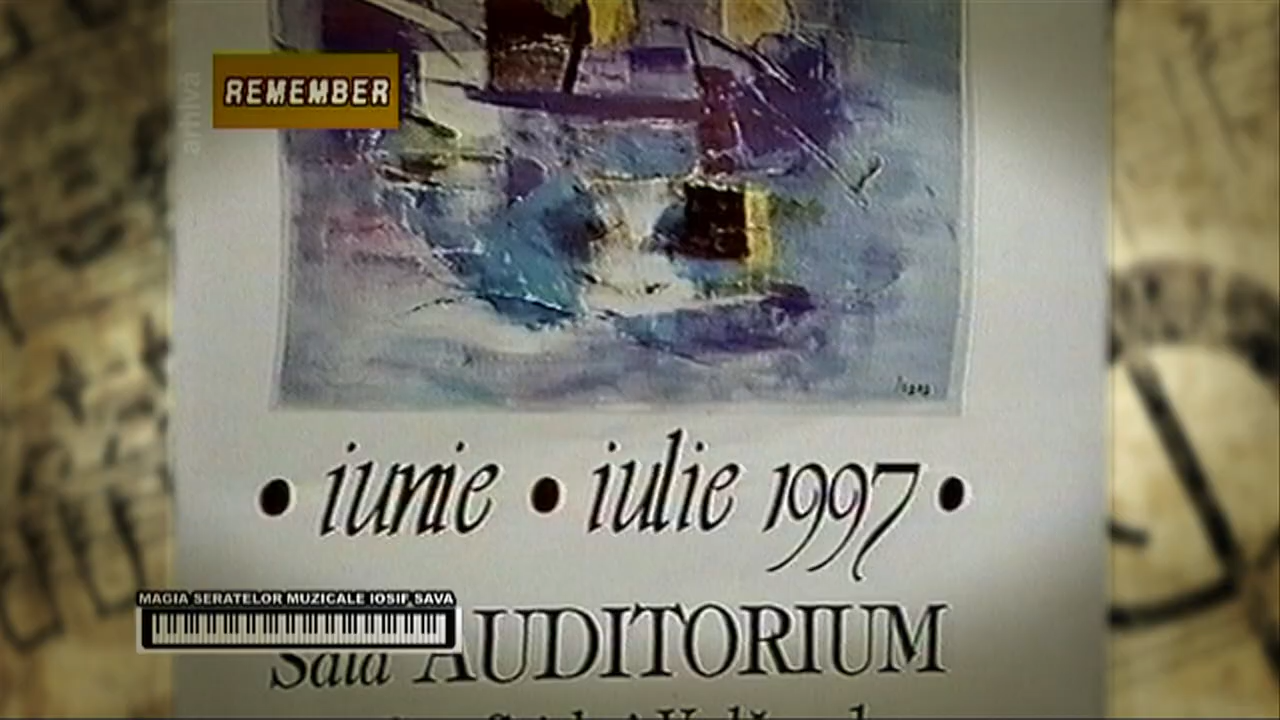 arhiva
REMEMBER
• iunie • iulie 1997 •
MAGIA SERATELOR MUZICALE IOSIF SAVA
Sala AUDITORIUM